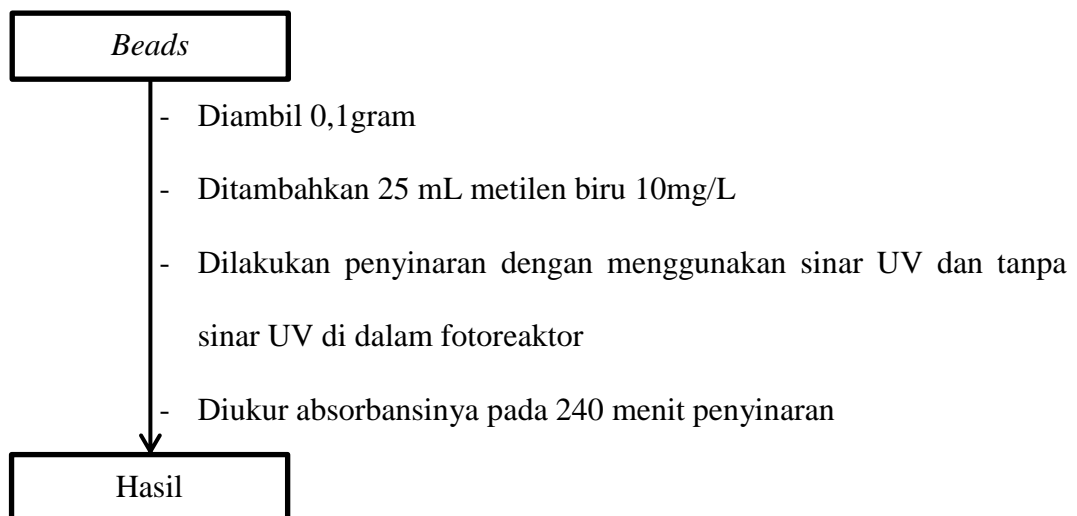 Beads
- Diambil 0,1gram
- Ditambahkan 25 mL metilen biru 10mg/L
- Dilakukan penyinaran dengan menggunakan sinar UV dan tanpa
sinar UV di dalam fotoreaktor
- Diukur absorbansinya pada 240 menit penyinaran
Hasil